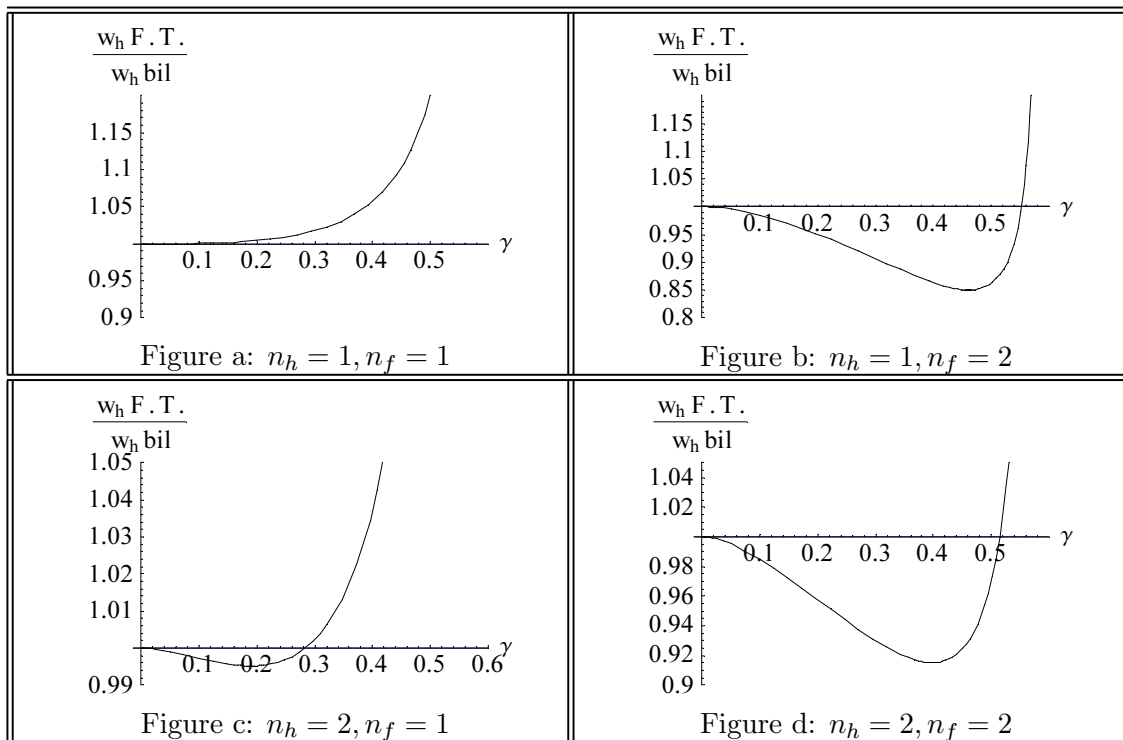 w_h F.T.
w_h bil
1.15
1.1
1.05
0.95
0.9
0.1 0.2 0.3 0.4 0.5 γ
Figure a: n_h = 1, n_f = 1
w_h F.T.
w_h bil
1.15
1.1
1.05
0.95
0.9
0.85
0.8
0.1 0.2 0.3 0.4 0.5 γ
Figure b: n_h = 1, n_f = 2
w_h F.T.
w_h bil
1.05
1.04
1.03
1.02
1.01
0.99
0.1 0.2 0.3 0.4 0.5 0.6 γ
Figure c: n_h = 2, n_f = 1
w_h F.T.
w_h bil
1.04
1.02
0.98
0.96
0.94
0.92
0.9
0.1 0.2 0.3 0.4 0.5 γ
Figure d: n_h = 2, n_f = 2